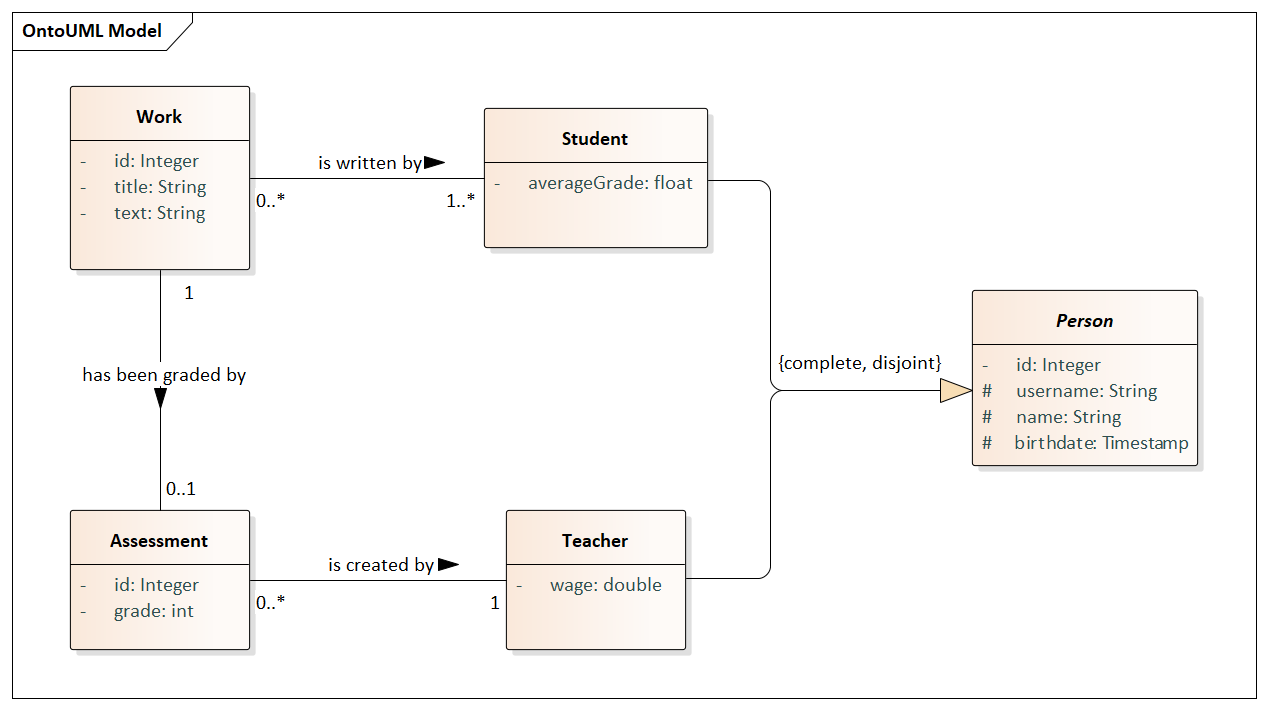 OntoUML Model
Work
- id: Integer
- title: String
- text: String
is written by
0..*
1..*
Student
- averageGrade: float
1
has been graded by
0..1
{complete, disjoint}
Person
- id: Integer
# username: String
# name: String
# birthdate: Timestamp
Assessment
- id: Integer
- grade: int
is created by
0..*
1
Teacher
- wage: double